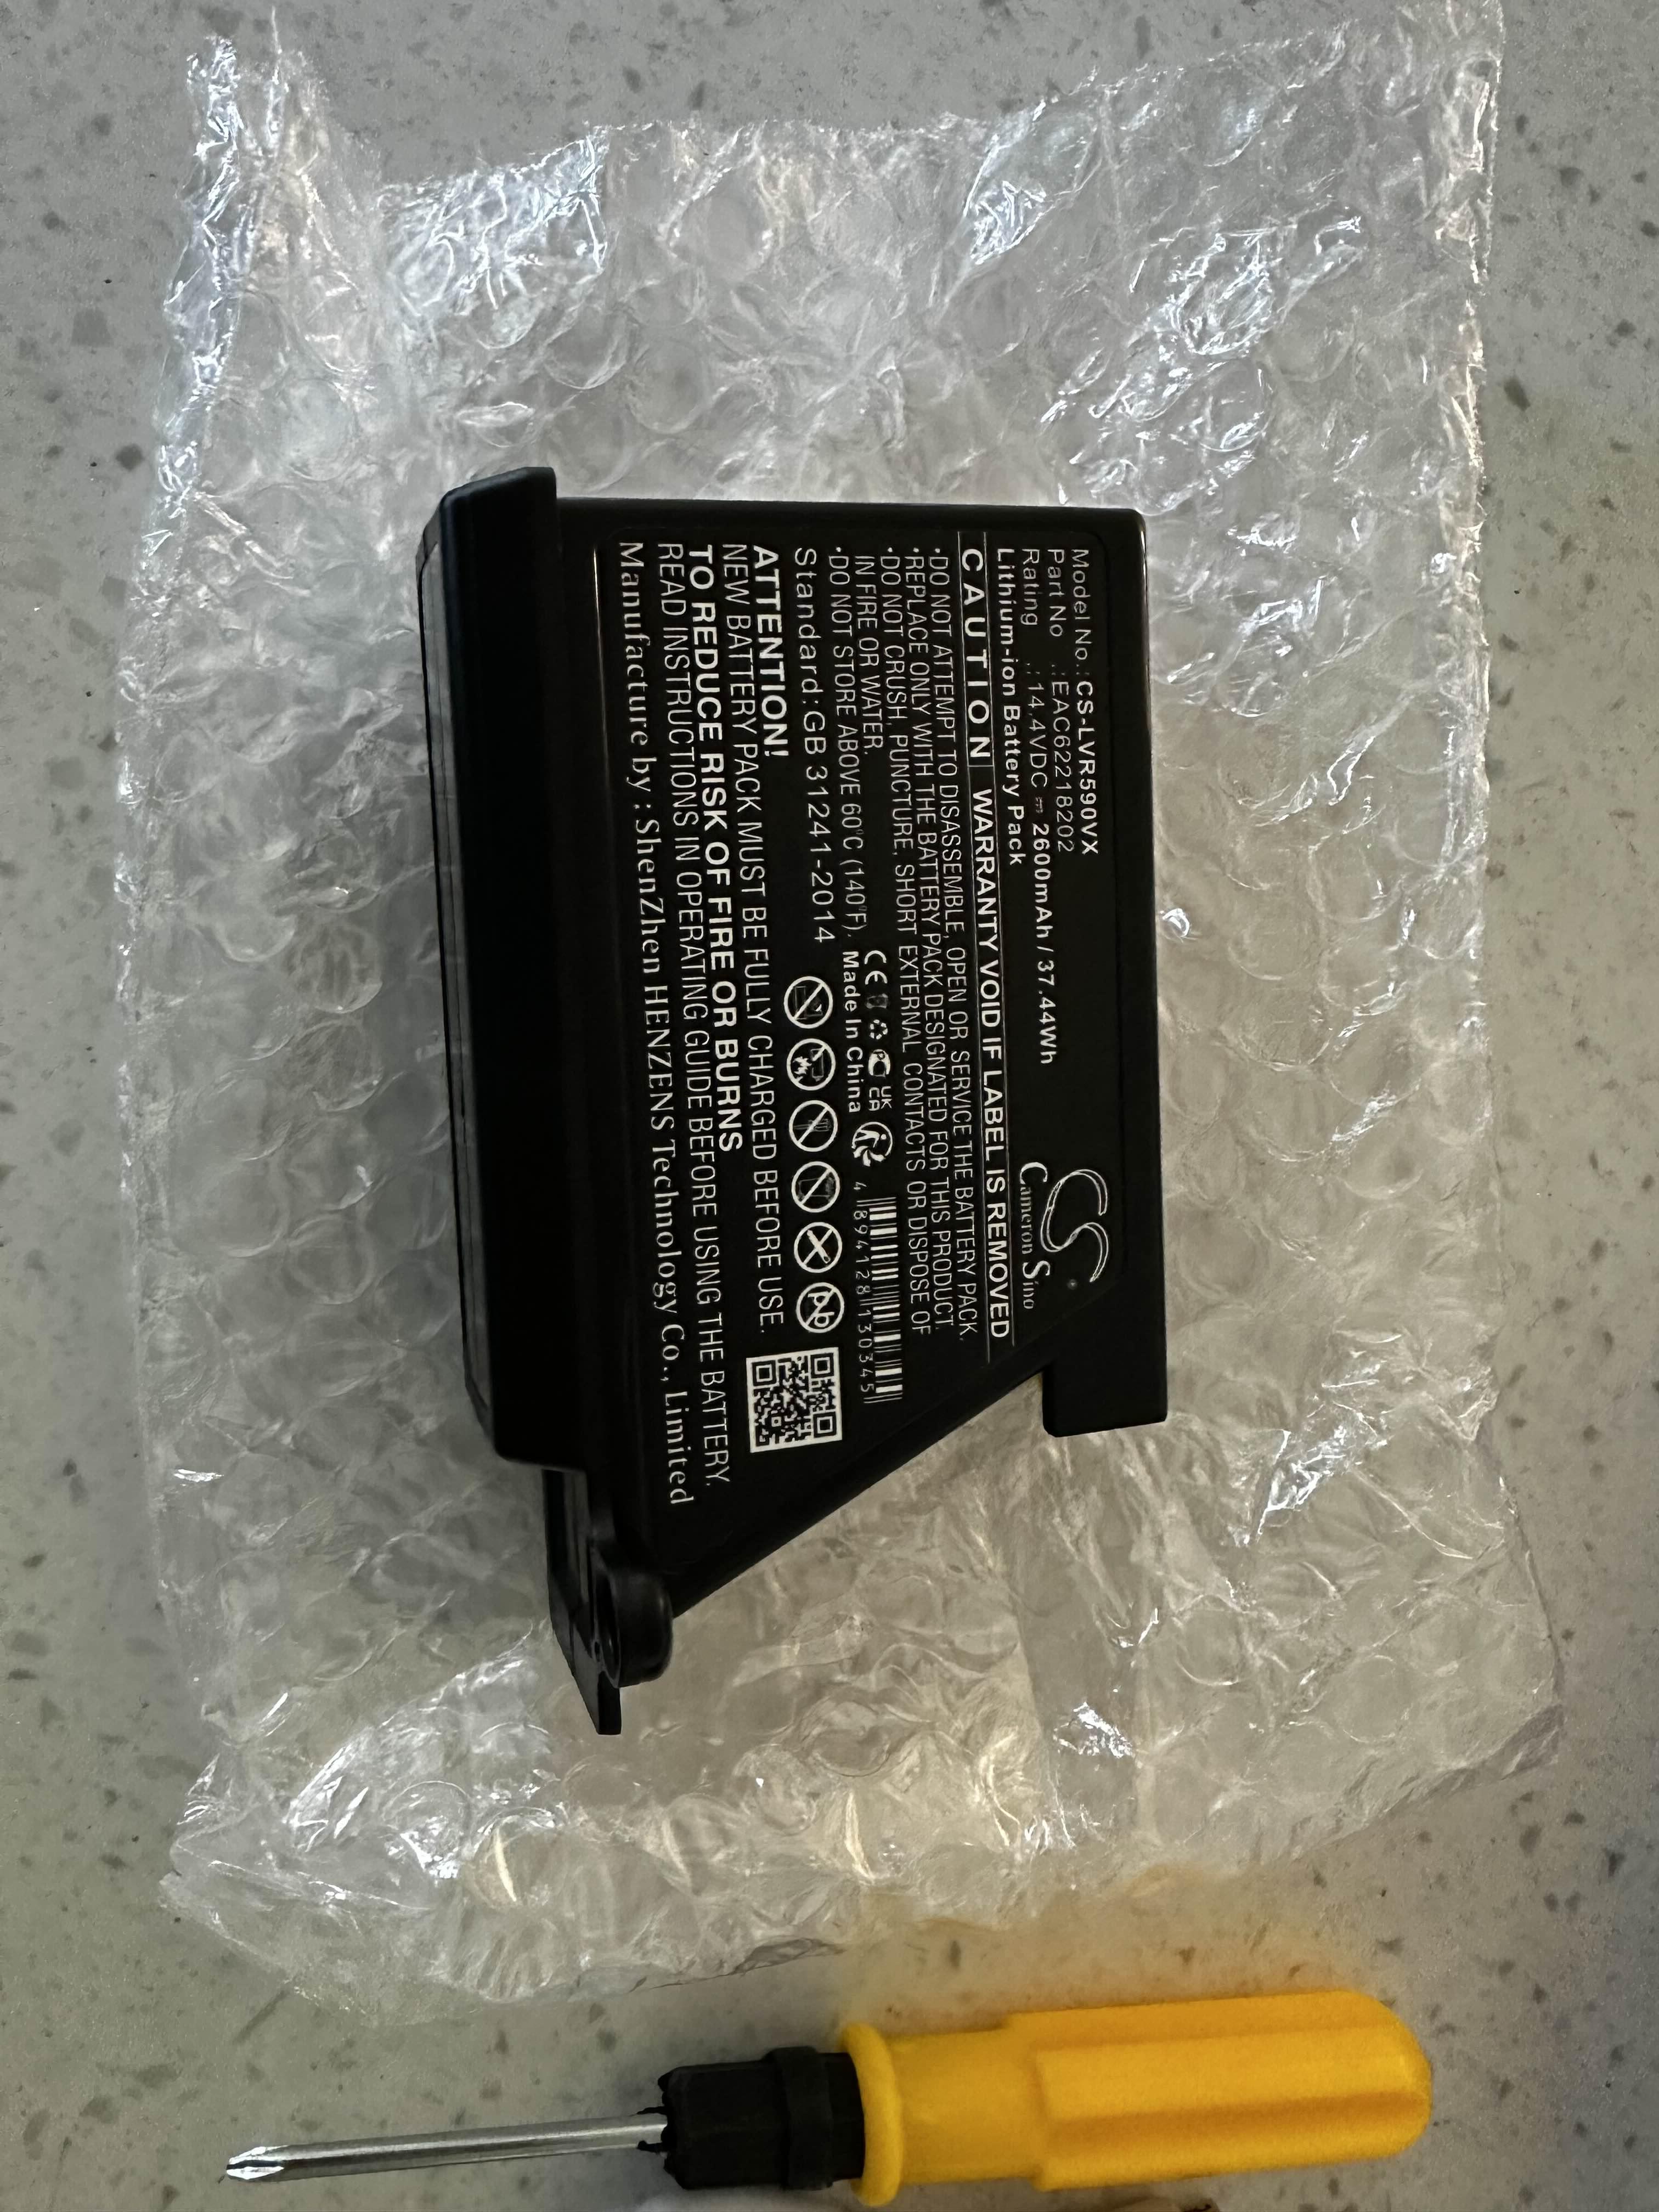 Model No.: CS-LVR590VX
Part No : EAC62218202
Rating : 14.4VDC ⎓ 2600mAh / 37.44Wh
Lithium-ion Battery Pack
CS
Cameron Sino
CAUTION WARRANTY VOID IF LABEL IS REMOVED
•DO NOT ATTEMPT TO DISASSEMBLE, OPEN OR SERVICE THE BATTERY PACK.
•REPLACE ONLY WITH THE BATTERY PACK DESIGNATED FOR THIS PRODUCT.
•DO NOT CRUSH, PUNCTURE, SHORT EXTERNAL CONTACTS OR DISPOSE OF
IN FIRE OR WATER.
•DO NOT STORE ABOVE 60°C (140°F).
CE UK CA
Made In China
4 894128 130345
Standard: GB 31241-2014
Pb
ATTENTION!
NEW BATTERY PACK MUST BE FULLY CHARGED BEFORE USE.
TO REDUCE RISK OF FIRE OR BURNS
READ INSTRUCTIONS IN OPERATING GUIDE BEFORE USING THE BATTERY.
Manufacture by : ShenZhen HENZENS Technology Co., Limited